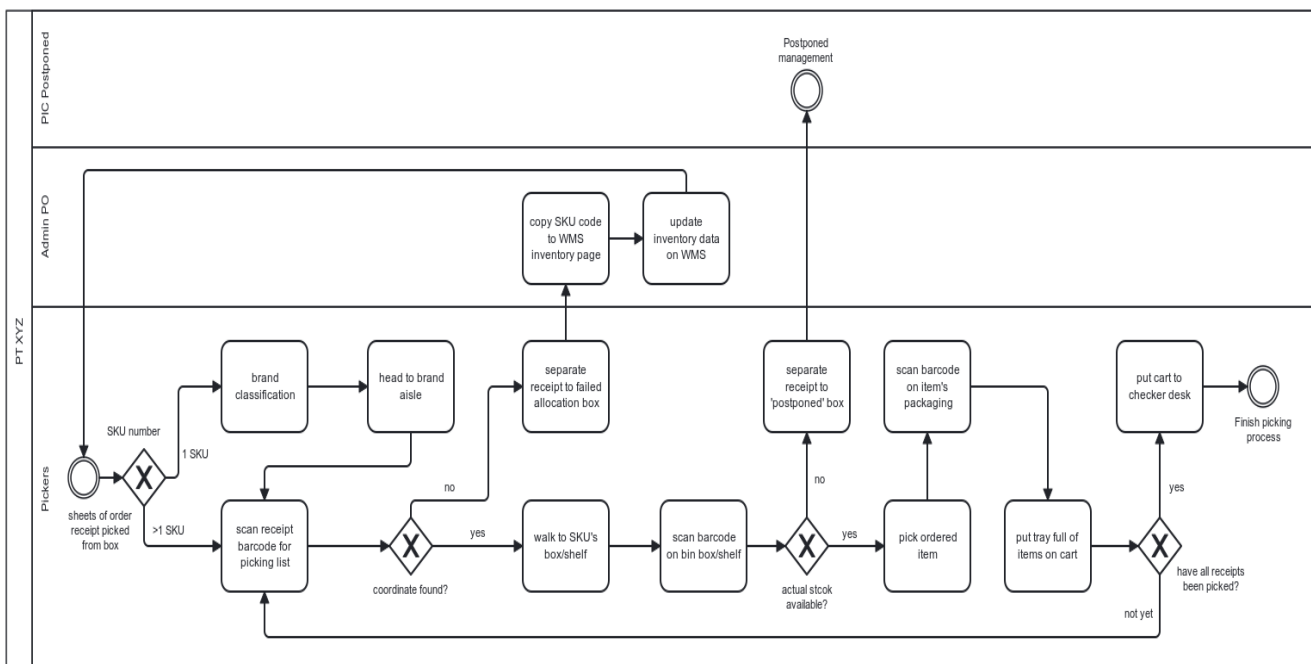 PT XYZ
PIC Postponed
Postponed
management
Admin PO
copy SKU code
to WMS
inventory page
update
inventory data
on WMS
Pickers
sheets of order
receipt picked
from box
SKU number
1 SKU
>1 SKU
brand
classification
head to brand
aisle
scan receipt
barcode for
picking list
coordinate found?
no
yes
separate
receipt to failed
allocation box
walk to SKU's
box/shelf
scan barcode
on bin box/shelf
actual stcok
available?
no
yes
separate
receipt to
'postponed' box
pick ordered
item
scan barcode
on item's
packaging
put tray full of
items on cart
have all receipts
been picked?
yes
not yet
put cart to
checker desk
Finish picking
process